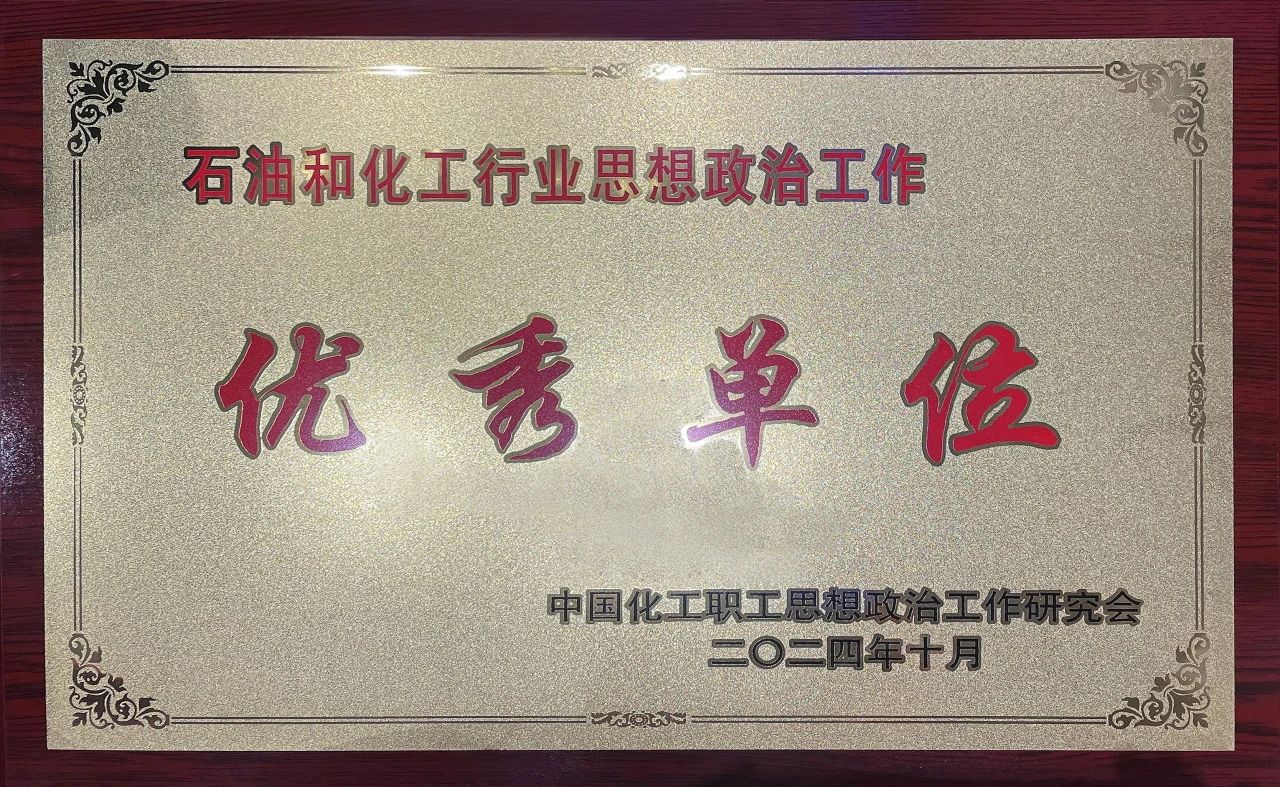 石油和化工行业思想政治工作
优秀单位
中国化工职工思想政治工作研究会
二〇二四年十月